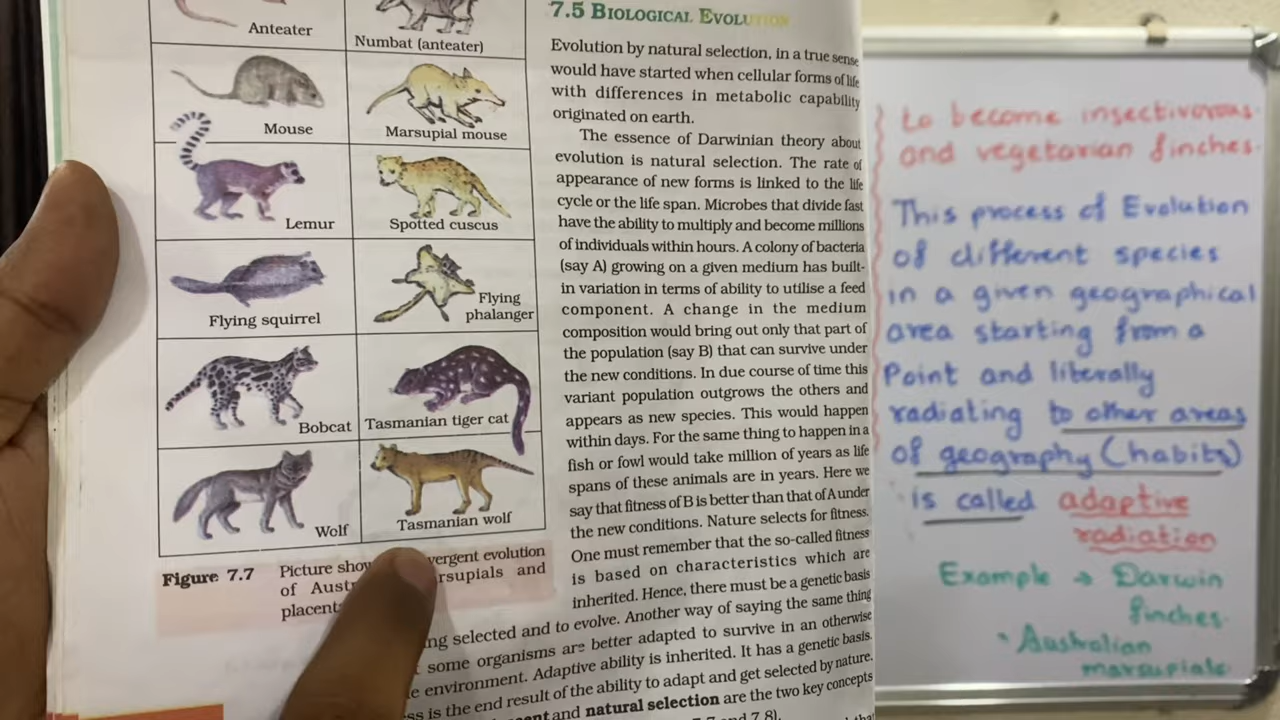 Anteater
Numbat (anteater)
Mouse
Marsupial mouse
Lemur
Spotted cuscus
Flying squirrel
Flying
phalanger
Bobcat
Tasmanian tiger cat
Wolf
Tasmanian wolf
Figure 7.7 Picture show vergent evolution
of Aust rsupials and
placent
7.5 BIOLOGICAL EVOLUTION
Evolution by natural selection, in a true sense
would have started when cellular forms of life
with differences in metabolic capability
originated on earth.
The essence of Darwinian theory about
evolution is natural selection. The rate of
appearance of new forms is linked to the life
cycle or the life span. Microbes that divide fast
have the ability to multiply and become millions
of individuals within hours. A colony of bacteria
(say A) growing on a given medium has built-
in variation in terms of ability to utilise a feed
component. A change in the medium
composition would bring out only that part of
the population (say B) that can survive under
the new conditions. In due course of time this
variant population outgrows the others and
appears as new species. This would happen
within days. For the same thing to happen in a
fish or fowl would take million of years as life
spans of these animals are in years. Here we
say that fitness of B is better than that of A under
the new conditions. Nature selects for fitness.
One must remember that the so-called fitness
is based on characteristics which are
inherited. Hence, there must be a genetic basis
ng selected and to evolve. Another way of saying the same thing
some organisms are better adapted to survive in an otherwise
e environment. Adaptive ability is inherited. It has a genetic basis.
ss is the end result of the ability to adapt and get selected by nature.
and natural selection are the two key concepts
7 and 7.8).
to become insectivorous
and vegetarian finches.
This process of Evolution
of different species
in a given geographical
area starting from a
Point and literally
radiating to other areas
of geography (habits)
is called adaptive
radiation
Example → Darwin
finches.
Australian
marsupials